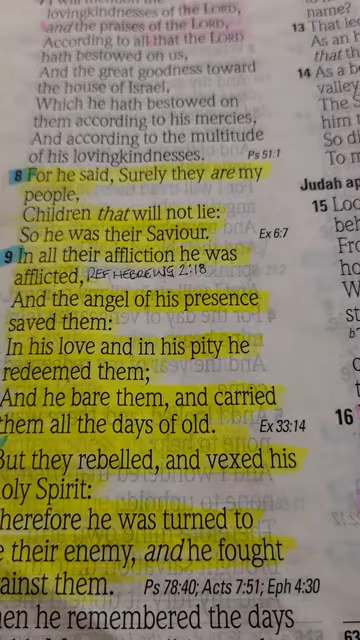 lovingkindnesses of the LORD,
and the praises of the LORD,
According to all that the LORD
hath bestowed on us,
And the great goodness toward
the house of Israel,
Which he hath bestowed on
them according to his mercies,
And according to the multitude
of his lovingkindnesses. Ps 51:1
8 For he said, Surely they are my
people,
Children that will not lie:
So he was their Saviour. Ex 6:7
9 In all their affliction he was
afflicted, REF HEBREWS 2:18
And the angel of his presence
saved them:
In his love and in his pity he
redeemed them;
And he bare them, and carried
them all the days of old. Ex 33:14
But they rebelled, and vexed his
oly Spirit:
herefore he was turned to
e their enemy, and he fought
ainst them. Ps 78:40; Acts 7:51; Eph 4:30
en he remembered the days
name?
13 That le
As an h
that th
14 As a b
valley
The S
him t
So di
To m
Judah ap
15 Loo
beh
Fro
ho
W
st
16